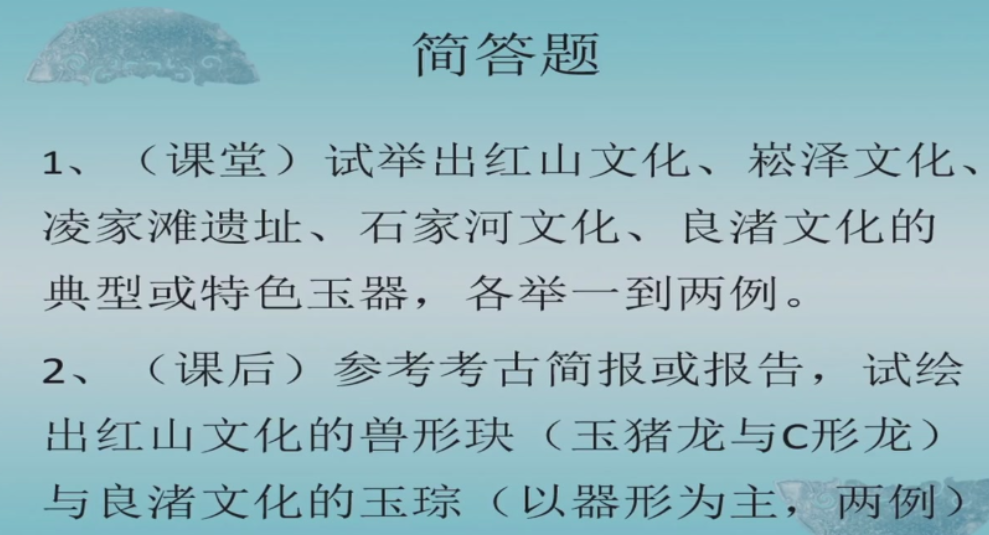 简答题
1、（课堂）试举出红山文化、崧泽文化、
凌家滩遗址、石家河文化、良渚文化的
典型或特色玉器，各举一到两例。
2、（课后）参考考古简报或报告，试绘
出红山文化的兽形玦（玉猪龙与C形龙）
与良渚文化的玉琮（以器形为主，两例）